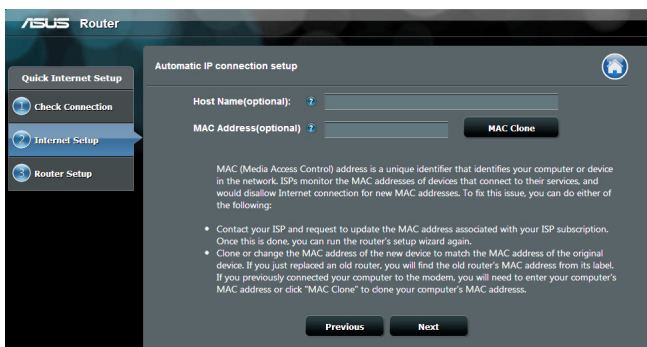 ASUS Router
Quick Internet Setup
1 Check Connection
2 Internet Setup
3 Router Setup
Automatic IP connection setup
Host Name(optional): ?
MAC Address(optional) ?
MAC Clone
MAC (Media Access Control) address is a unique identifier that identifies your computer or device
in the network. ISPs monitor the MAC addresses of devices that connect to their services, and
would disallow Internet connection for new MAC addresses. To fix this issue, you can do either of
the following:
• Contact your ISP and request to update the MAC address associated with your ISP subscription.
Once this is done, you can run the router's setup wizard again.
• Clone or change the MAC address of the new device to match the MAC address of the original
device. If you just replaced an old router, you will find the old router's MAC address from its label.
If you previously connected your computer to the modem, you will need to enter your computer's
MAC address or click "MAC Clone" to clone your computer's MAC addresss.
Previous
Next